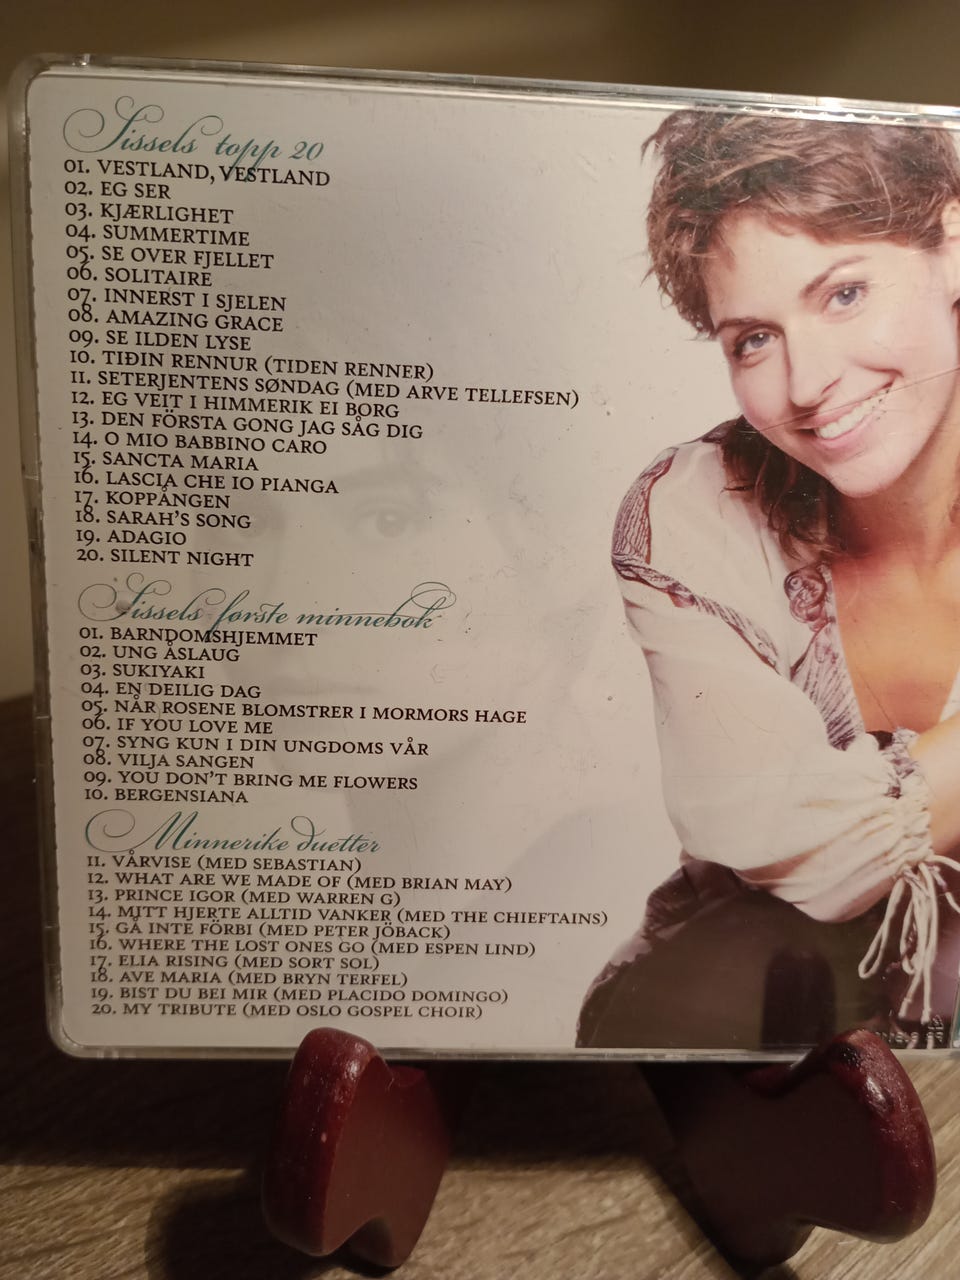 Sissels topp 20
01. VESTLAND, VESTLAND
02. EG SER
03. KJÆRLIGHET
04. SUMMERTIME
05. SE OVER FJELLET
06. SOLITAIRE
07. INNERST I SJELEN
08. AMAZING GRACE
09. SE ILDEN LYSE
10. TIÐIN RENNUR (TIDEN RENNER)
11. SETERJENTENS SØNDAG (MED ARVE TELLEFSEN)
12. EG VEIT I HIMMERIK EI BORG
13. DEN FÖRSTA GONG JAG SÅG DIG
14. O MIO BABBINO CARO
15. SANCTA MARIA
16. LASCIA CHE IO PIANGA
17. KOPPÅNGEN
18. SARAH'S SONG
19. ADAGIO
20. SILENT NIGHT
Sissels første minnebok
01. BARNDOMSHJEMMET
02. UNG ÅSLAUG
03. SUKIYAKI
04. EN DEILIG DAG
05. NÅR ROSENE BLOMSTRER I MORMORS HAGE
06. IF YOU LOVE ME
07. SYNG KUN I DIN UNGDOMS VÅR
08. VILJA SANGEN
09. YOU DON'T BRING ME FLOWERS
10. BERGENSIANA
Minnerike duetter
11. VÅRVISE (MED SEBASTIAN)
12. WHAT ARE WE MADE OF (MED BRIAN MAY)
13. PRINCE IGOR (MED WARREN G)
14. MITT HJERTE ALLTID VANKER (MED THE CHIEFTAINS)
15. GÅ INTE FÖRBI (MED PETER JÖBACK)
16. WHERE THE LOST ONES GO (MED ESPEN LIND)
17. ELIA RISING (MED SORT SOL)
18. AVE MARIA (MED BRYN TERFEL)
19. BIST DU BEI MIR (MED PLACIDO DOMINGO)
20. MY TRIBUTE (MED OSLO GOSPEL CHOIR)